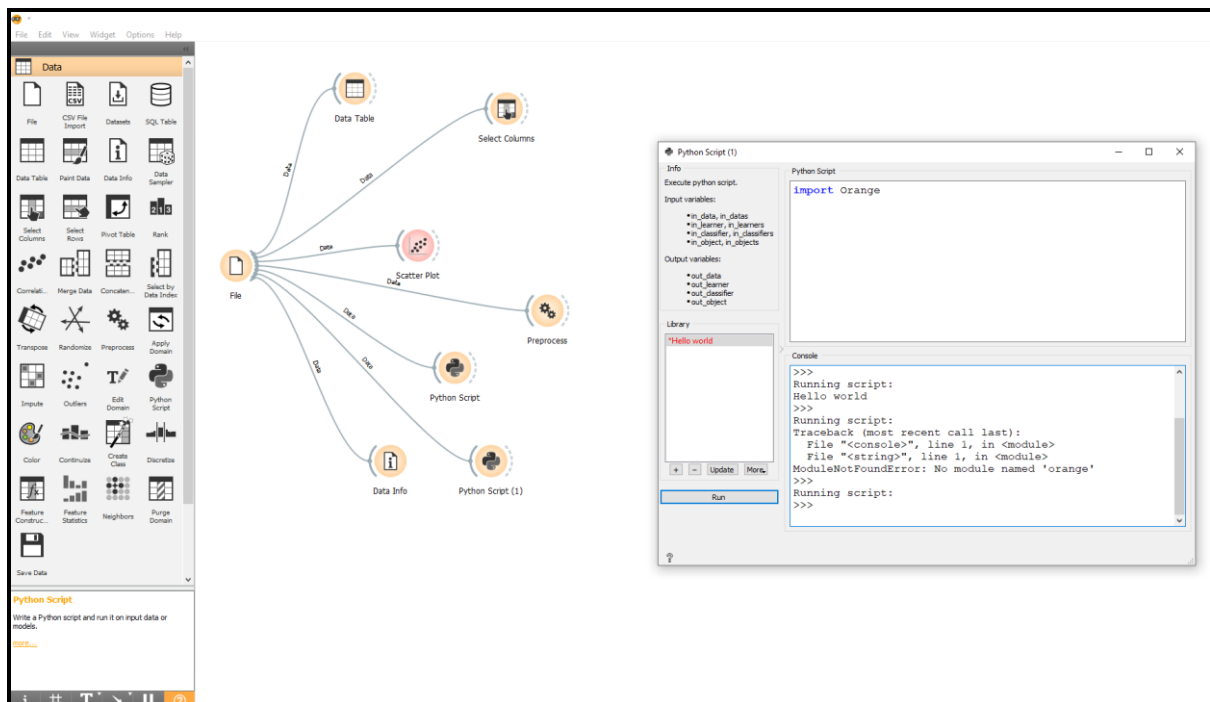 File Edit View Widget Options Help
Data
File
CSV File Import
Datasets
SQL Table
Data Table
Paint Data
Data Info
Data Sampler
Select Columns
Select Rows
Pivot Table
Rank
Correlati...
Merge Data
Concaten...
Select by Data Index
Transpose
Randomize
Preprocess
Apply Domain
Impute
Outliers
Edit Domain
Python Script
Color
Continuize
Create Class
Discretize
Feature Construc...
Feature Statistics
Neighbors
Purge Domain
Save Data
Python Script
Write a Python script and run it on input data or
models.
more...
Data Table
Select Columns
Data
Data
Data
Scatter Plot
Data
File
Data
Preprocess
Data
Data
Python Script
Data Info
Python Script (1)
Python Script (1)
Info
Execute python script.
Input variables:
•in_data, in_datas
•in_learner, in_learners
•in_classifier, in_classifiers
•in_object, in_objects
Output variables:
•out_data
•out_learner
•out_classifier
•out_object
Library
*Hello world
+ - Update More
Run
Python Script
import Orange
Console
>>>
Running script:
Hello world
>>>
Running script:
Traceback (most recent call last):
File "<console>", line 1, in <module>
File "<string>", line 1, in <module>
ModuleNotFoundError: No module named 'orange'
>>>
Running script:
>>>